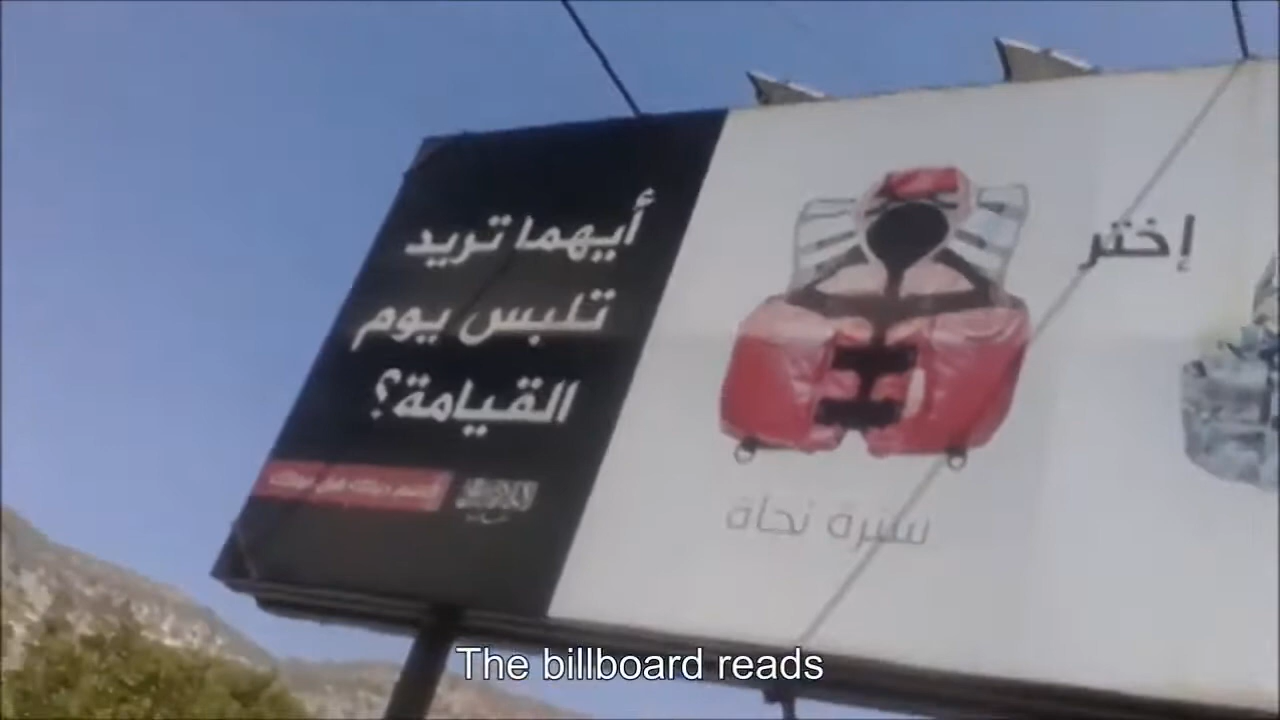 أيهما تريد
تلبس يوم
القيامة؟
إختر
سترة نجاة
The billboard reads